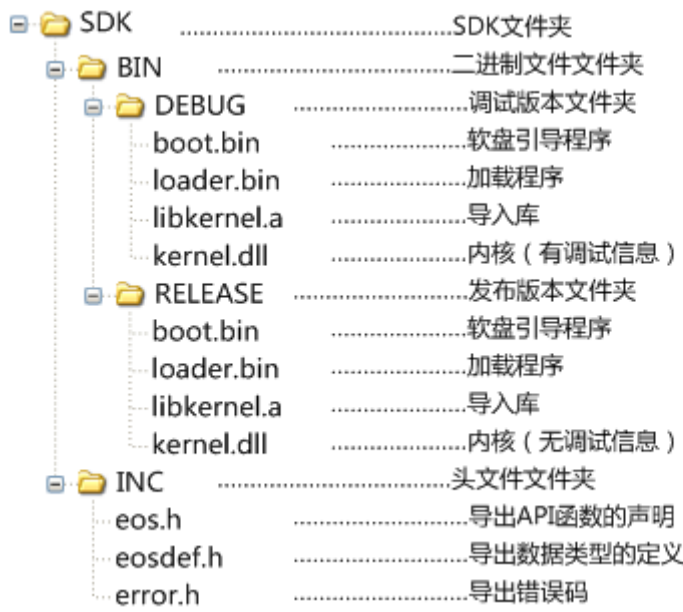 SDK ........................................SDK文件夹
BIN ..................................二进制文件文件夹
DEBUG .........................调试版本文件夹
boot.bin ....................软盘引导程序
loader.bin ....................加载程序
libkernel.a ....................导入库
kernel.dll ....................内核（有调试信息）
RELEASE .........................发布版本文件夹
boot.bin ....................软盘引导程序
loader.bin ....................加载程序
libkernel.a ....................导入库
kernel.dll ....................内核（无调试信息）
INC ..................................头文件文件夹
eos.h .........................导出API函数的声明
eosdef.h .........................导出数据类型的定义
error.h .........................导出错误码